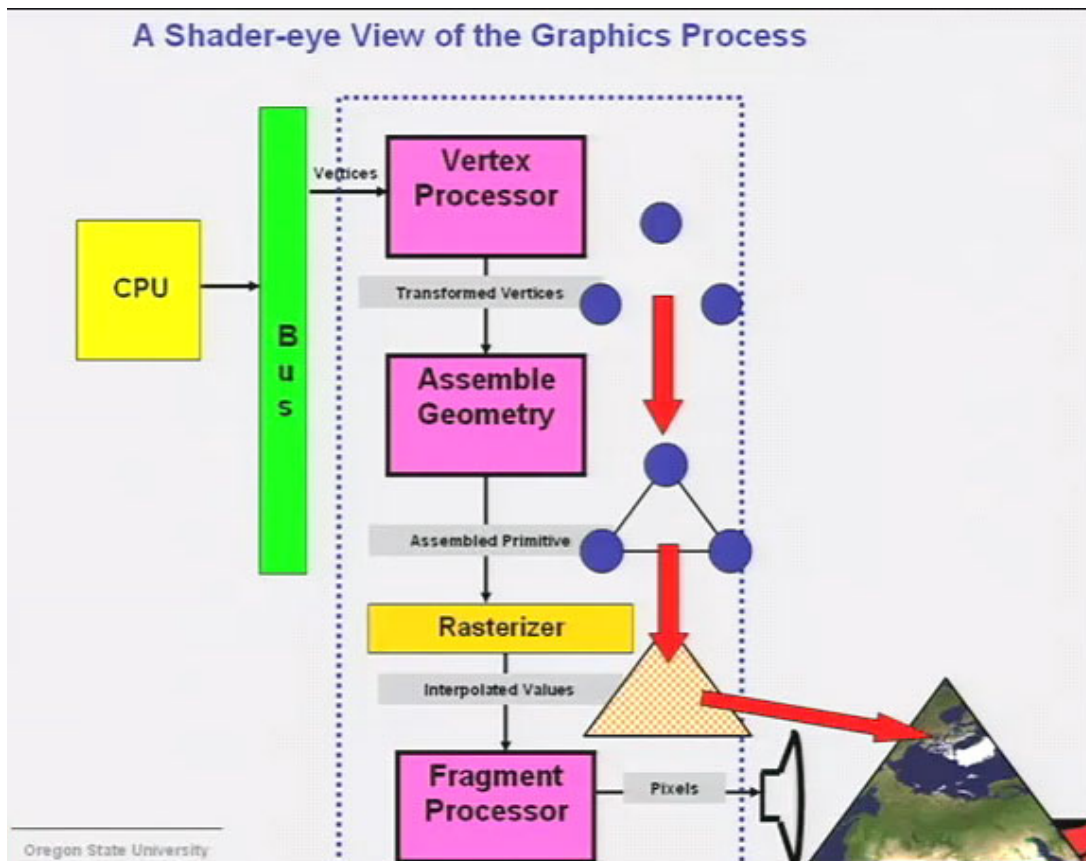 A Shader-eye View of the Graphics Process
Vertex
Processor
Vertices
CPU
Transformed Vertices
B
u
s
Assemble
Geometry
Assembled Primitive
Rasterizer
Interpolated Values
Fragment
Processor
Pixels
Oregon State University